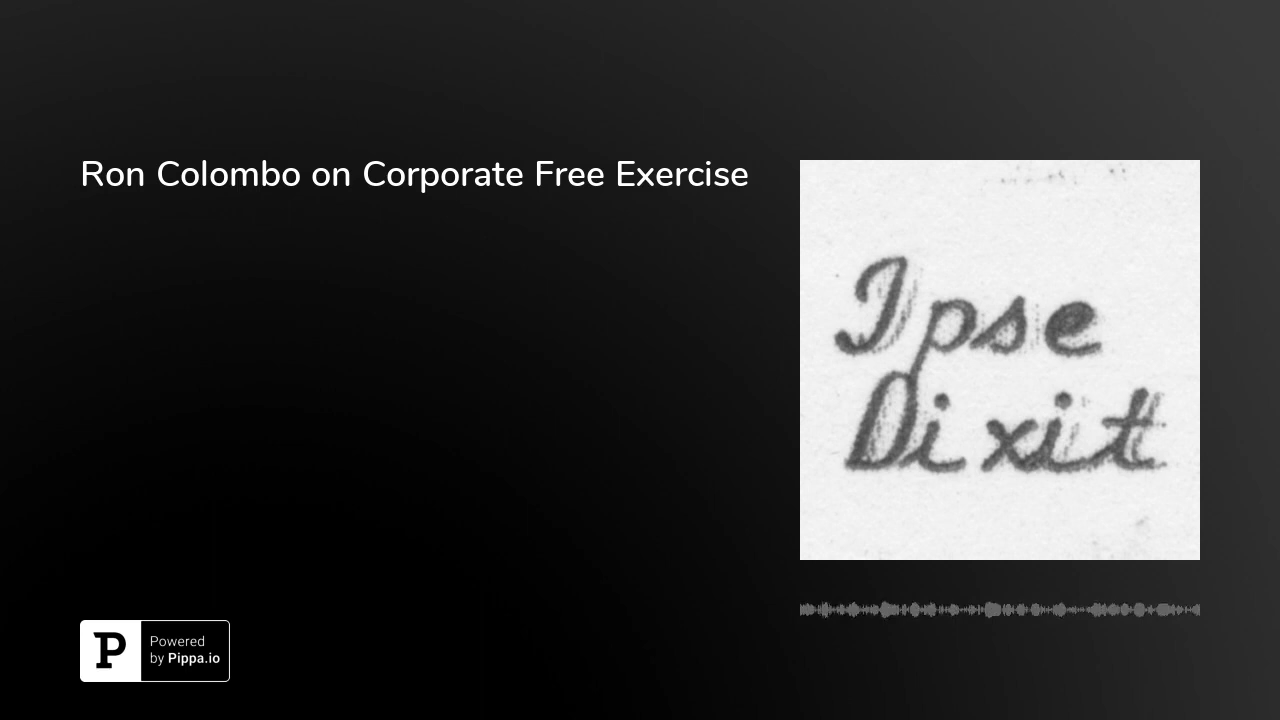 Ron Colombo on Corporate Free Exercise
Ipse
Dixit
P
Powered
by Pippa.io